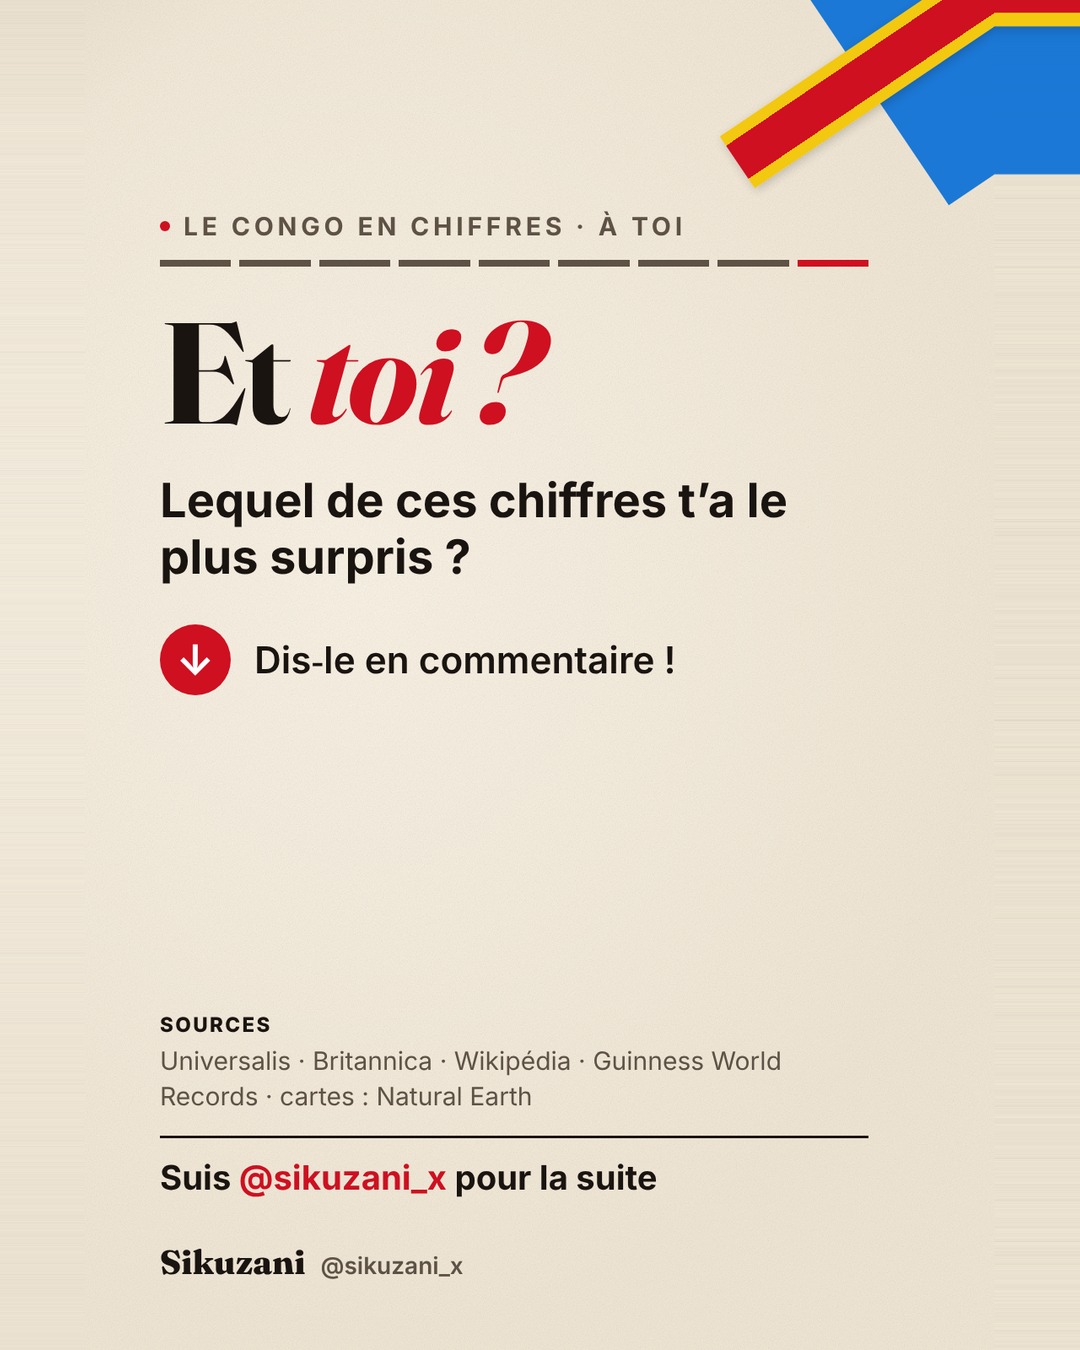 LE CONGO EN CHIFFRES · À TOI
Et toi ?
Lequel de ces chiffres t’a le
plus surpris ?
Dis-le en commentaire !
SOURCES
Universalis · Britannica · Wikipédia · Guinness World
Records · cartes : Natural Earth
Suis @sikuzani_x pour la suite
Sikuzani @sikuzani_x